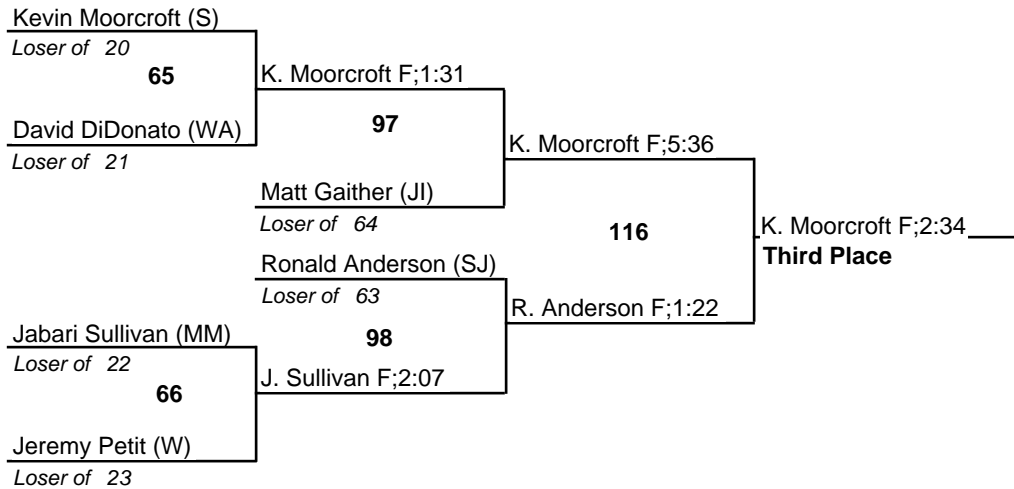 Kevin Moorcroft (S)
Loser of 20
65
K. Moorcroft F;1:31
97
David DiDonato (WA)
Loser of 21
K. Moorcroft F;5:36
Matt Gaither (JI)
Loser of 64
116
K. Moorcroft F;2:34
Third Place
Ronald Anderson (SJ)
Loser of 63
R. Anderson F;1:22
Jabari Sullivan (MM)
98
Loser of 22
J. Sullivan F;2:07
66
Jeremy Petit (W)
Loser of 23